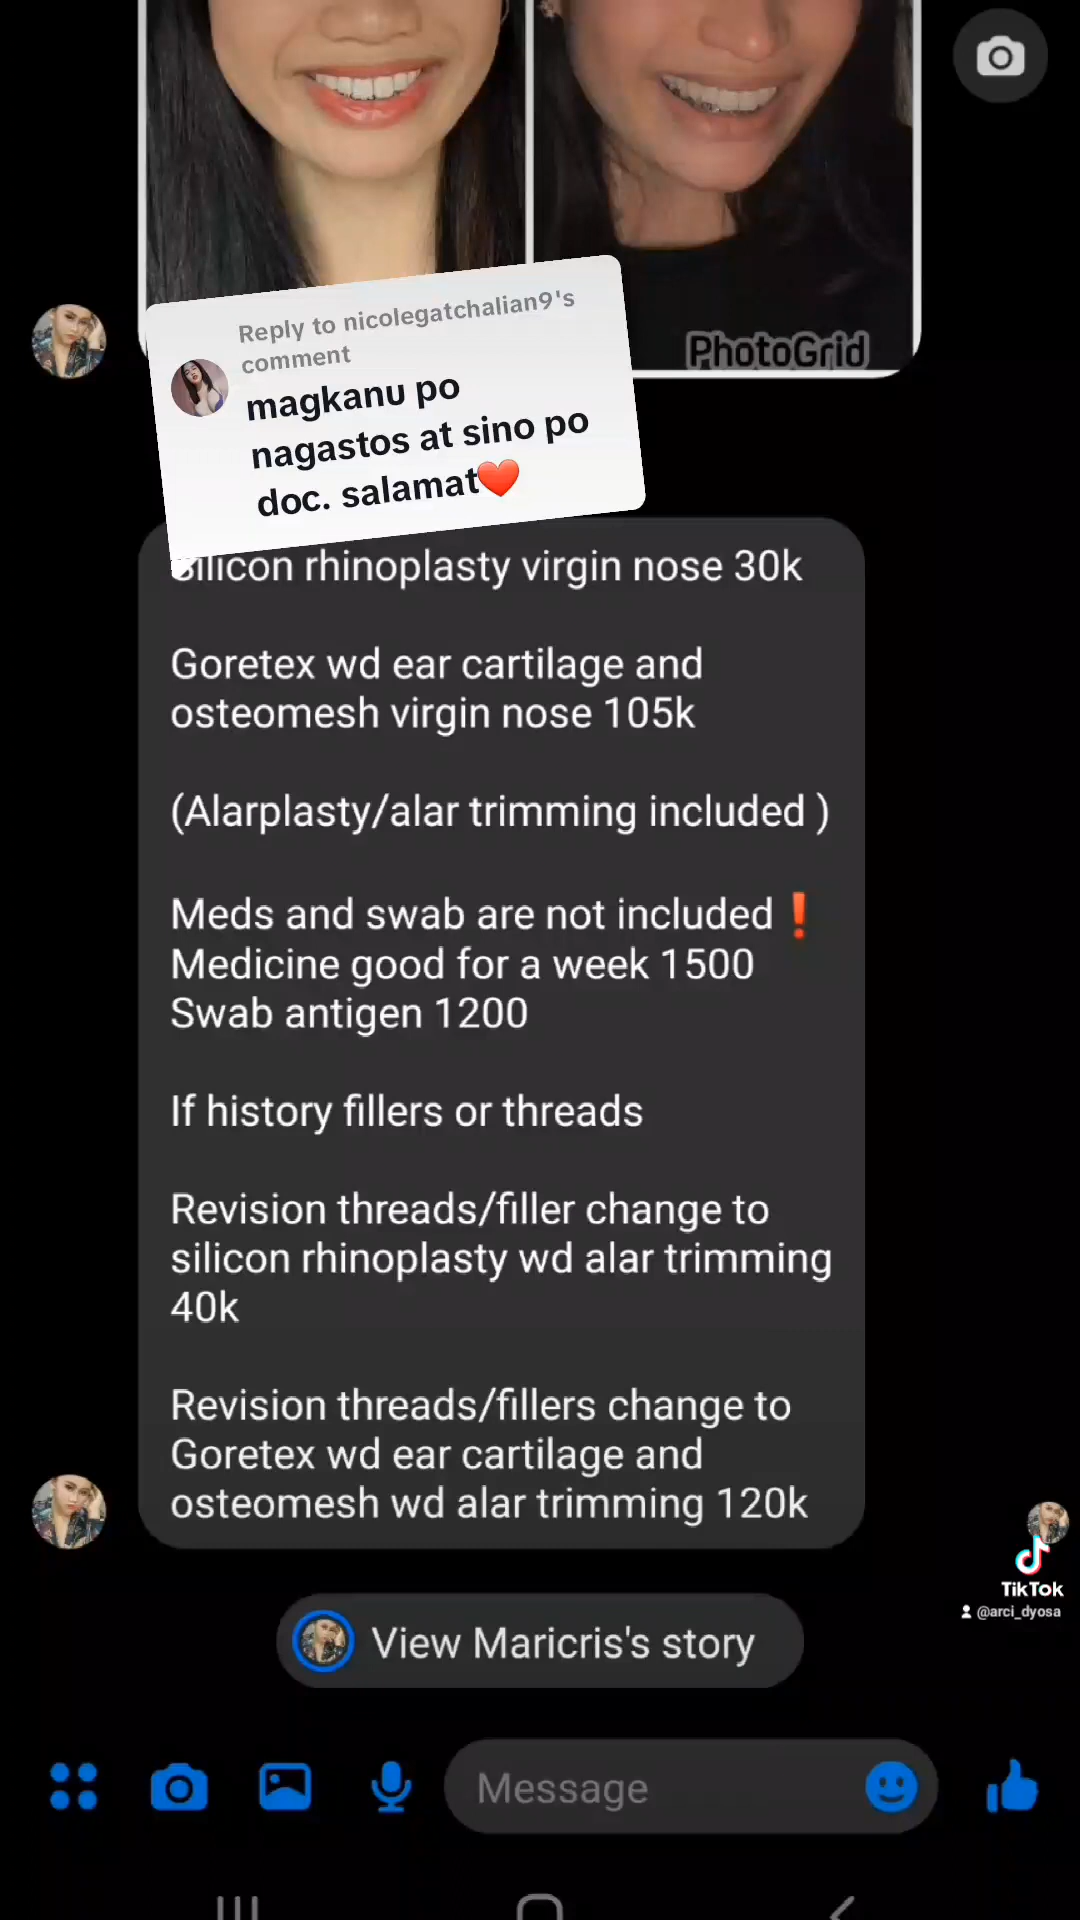 PhotoGrid
Reply to nicolegatchalian9's
comment
magkanu po
nagastos at sino po
doc. salamat❤️
Silicon rhinoplasty virgin nose 30k
Goretex wd ear cartilage and
osteomesh virgin nose 105k
(Alarplasty/alar trimming included )
Meds and swab are not included❗
Medicine good for a week 1500
Swab antigen 1200
If history fillers or threads
Revision threads/filler change to
silicon rhinoplasty wd alar trimming
40k
Revision threads/fillers change to
Goretex wd ear cartilage and
osteomesh wd alar trimming 120k
TikTok
@arci_dyosa
View Maricris's story
Message